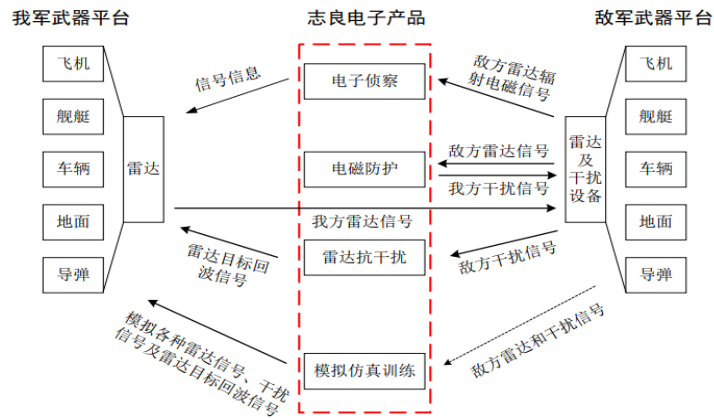 我军武器平台
志良电子产品
敌军武器平台
飞机
舰艇
车辆
地面
导弹
雷达
信号信息
雷达目标回
波信号
模拟各种雷达信号、干扰
信号及雷达目标回波信号
电子侦察
电磁防护
雷达抗干扰
模拟仿真训练
敌方雷达辐
射电磁信号
敌方雷达信号
我方干扰信号
我方雷达信号
敌方干扰信号
敌方雷达和干扰信号
雷达
及
干扰
设备
飞机
舰艇
车辆
地面
导弹